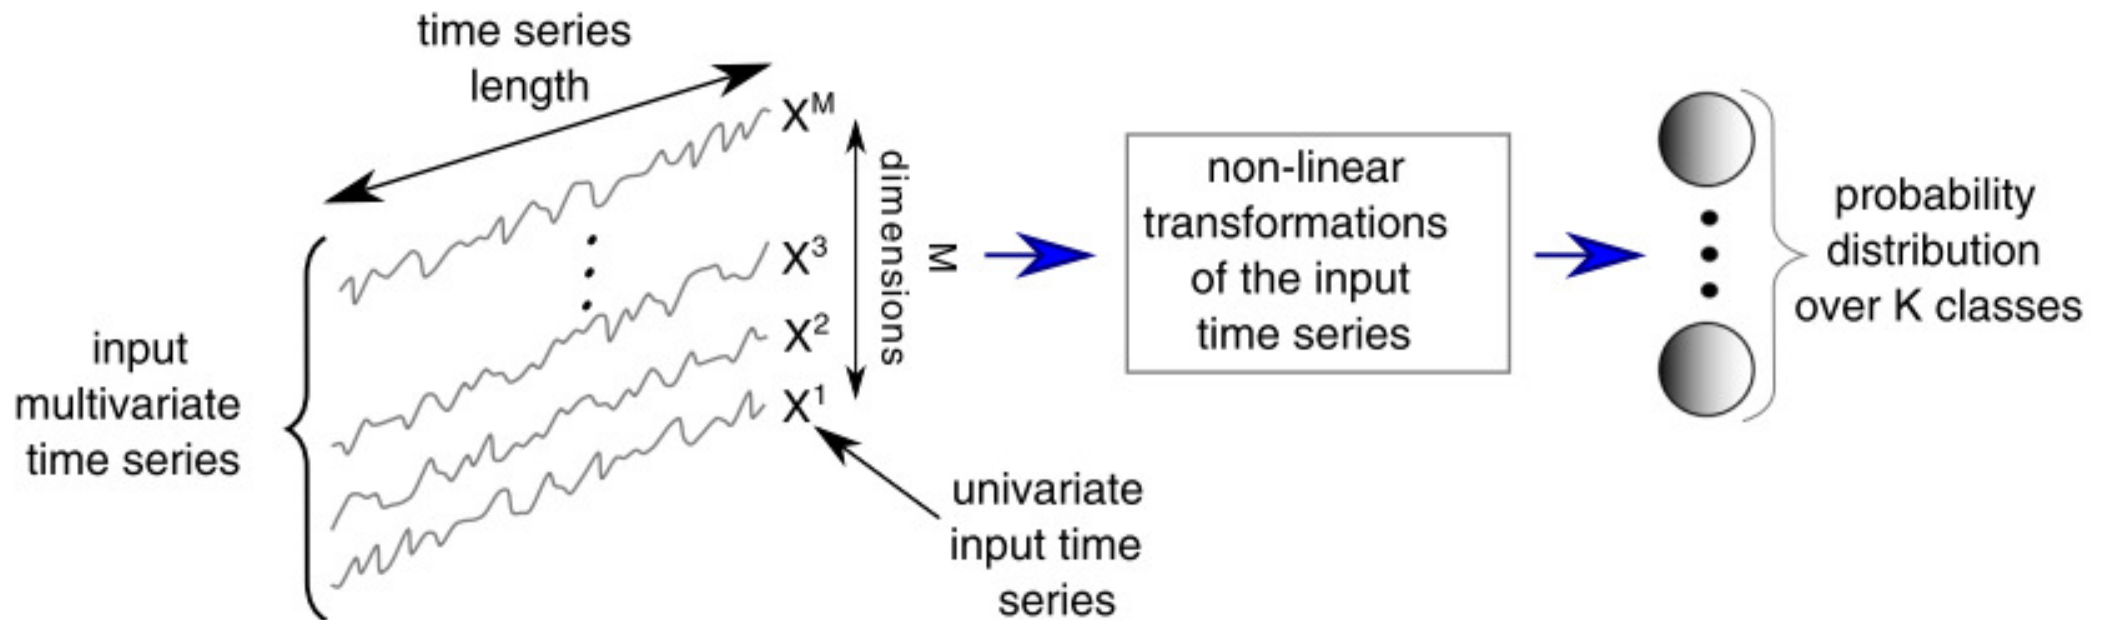 time series
length
X^M
X^3
X^2
X^1
dimensions
M
input
multivariate
time series
univariate
input time
series
non-linear
transformations
of the input
time series
probability
distribution
over K classes